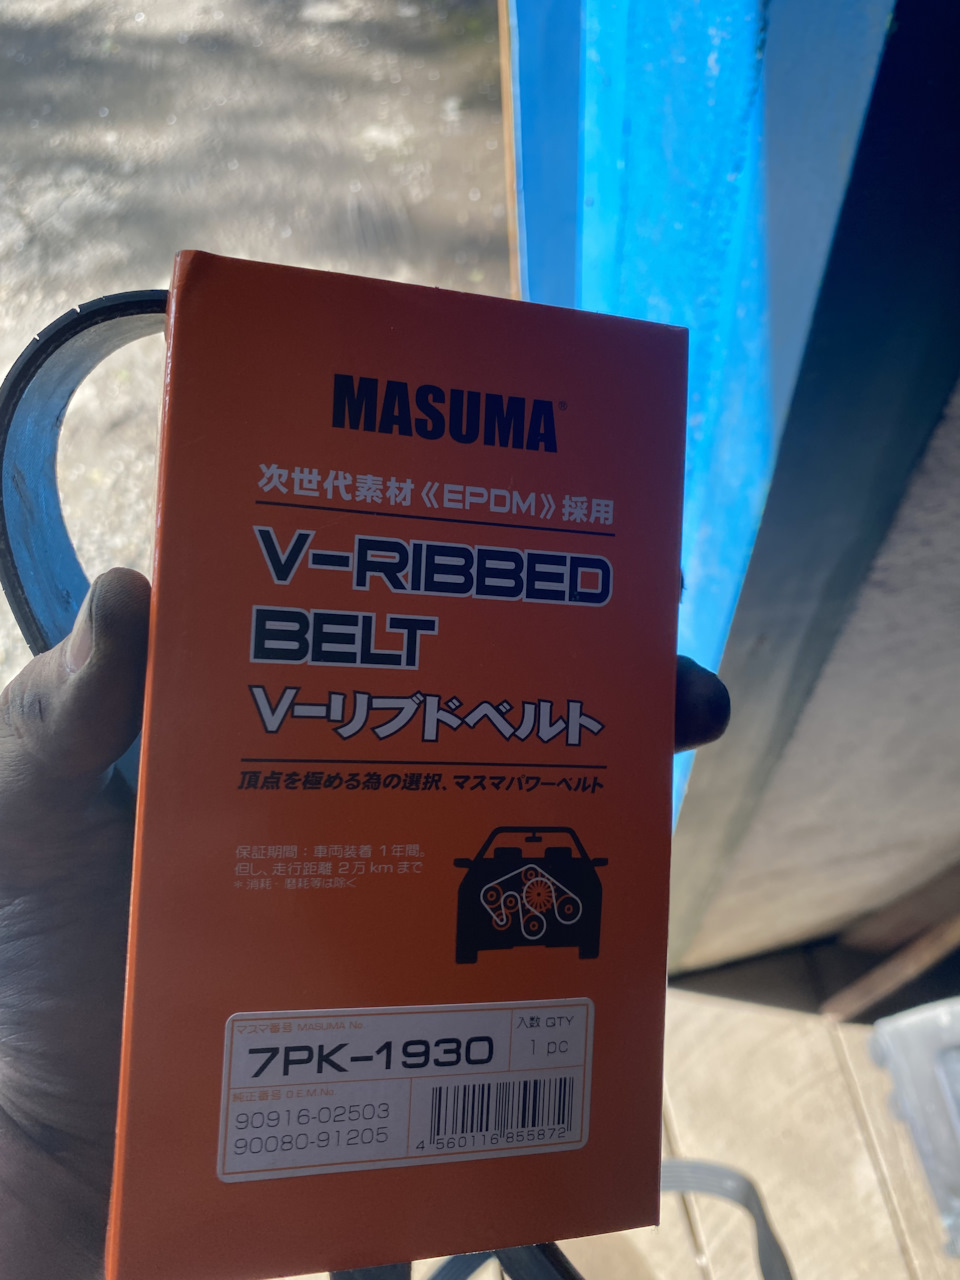 MASUMA®
次世代素材《EPDM》採用
V-RIBBED
BELT
V-リブドベルト
頂点を極める為の選択、マスマパワーベルト
保証期間：車両装着 1年間。
但し、走行距離 2万kmまで
＊消耗・磨耗等は除く
マスマ番号 MASUMA No.
7PK-1930
入数 QTY
1 pc
純正番号 O.E.M.No.
90916-02503
90080-91205
4 560116 855872